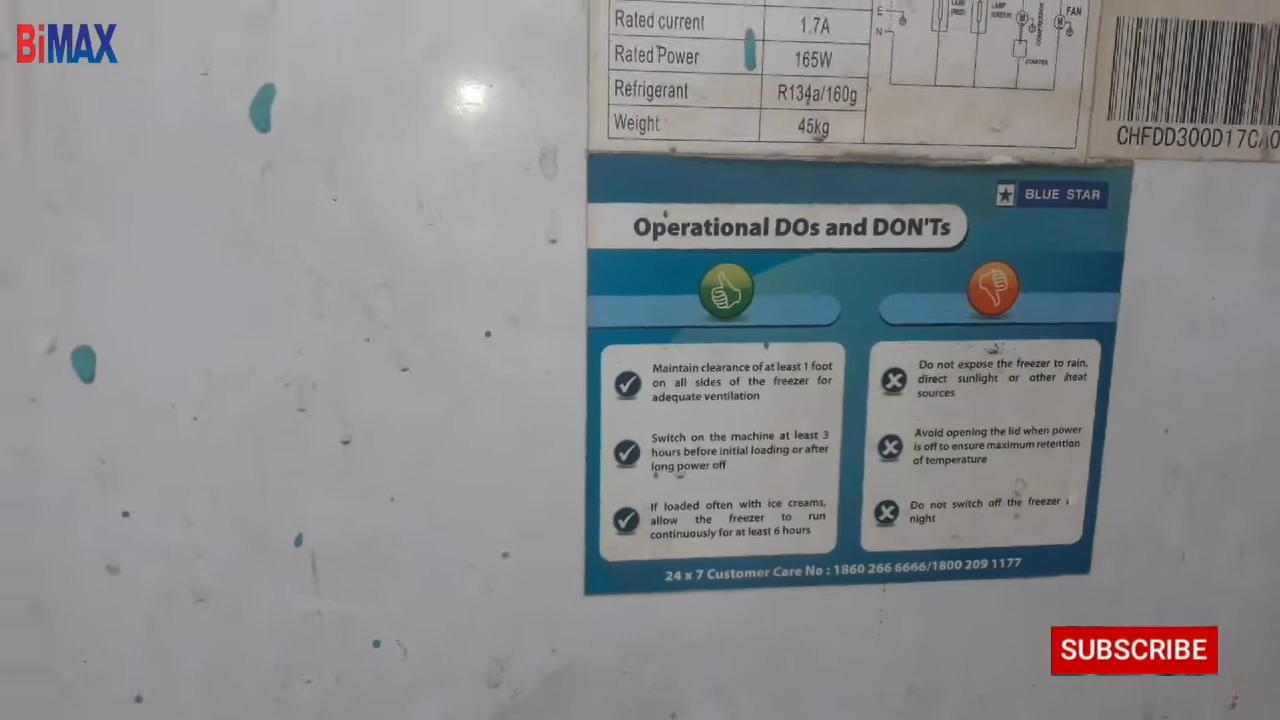 BiMAX
Rated current 1.7A
Rated Power 165W
Refrigerant R134a/160g
Weight 45kg
E
N
FAN
COMPRESSOR
STARTER
CHFDD300D17CA0
BLUE STAR
Operational DOs and DON'Ts
Maintain clearance of at least 1 foot
on all sides of the freezer for
adequate ventilation
Switch on the machine at least 3
hours before initial loading or after
long power off
If loaded often with ice creams,
allow the freezer to run
continuously for at least 6 hours
Do not expose the freezer to rain,
direct sunlight or other heat
sources
Avoid opening the lid when power
is off to ensure maximum retention
of temperature
Do not switch off the freezer
night
24 x 7 Customer Care No : 1860 266 6666/1800 209 1177
SUBSCRIBE